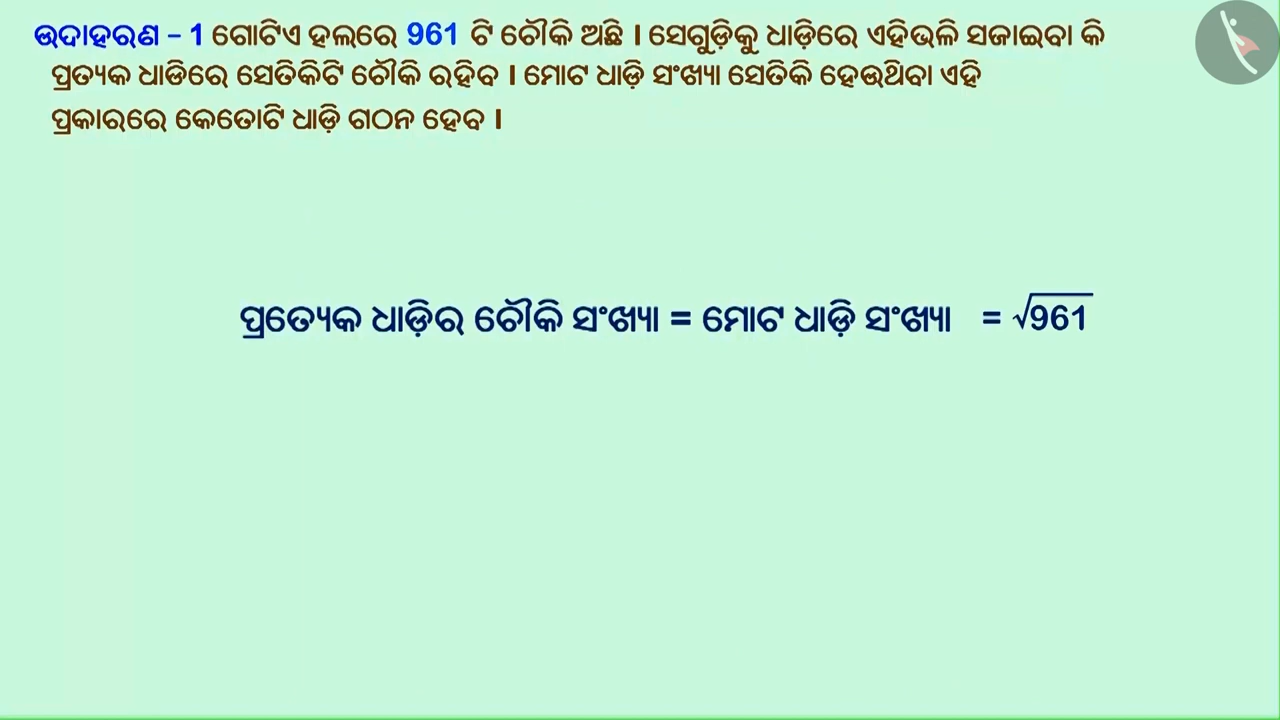 ଉଦାହରଣ – 1 ଗୋଟିଏ ହଲରେ 961 ଟି ଚୌକି ଅଛି । ସେଗୁଡ଼ିକୁ ଧାଡ଼ିରେ ଏହିଭଳି ସଜାଇବା କି
ପ୍ରତ୍ୟକ ଧାଡିରେ ସେତିକିଟି ଚୌକି ରହିବ । ମୋଟ ଧାଡ଼ି ସଂଖ୍ୟା ସେତିକି ହେଉଥିବା ଏହି
ପ୍ରକାରରେ କେତୋଟି ଧାଡ଼ି ଗଠନ ହେବ ।
ପ୍ରତ୍ୟେକ ଧାଡ଼ିର ଚୌକି ସଂଖ୍ୟା = ମୋଟ ଧାଡ଼ି ସଂଖ୍ୟା = √961